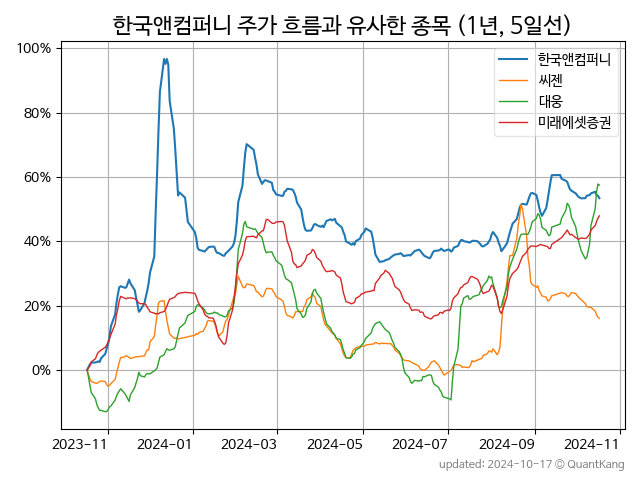 한국앤컴퍼니 주가 흐름과 유사한 종목 (1년, 5일선)
100%
80%
60%
40%
20%
0%
한국앤컴퍼니
씨젠
대웅
미래에셋증권
2023-11 2024-01 2024-03 2024-05 2024-07 2024-09 2024-11
updated: 2024-10-17 © QuantKang